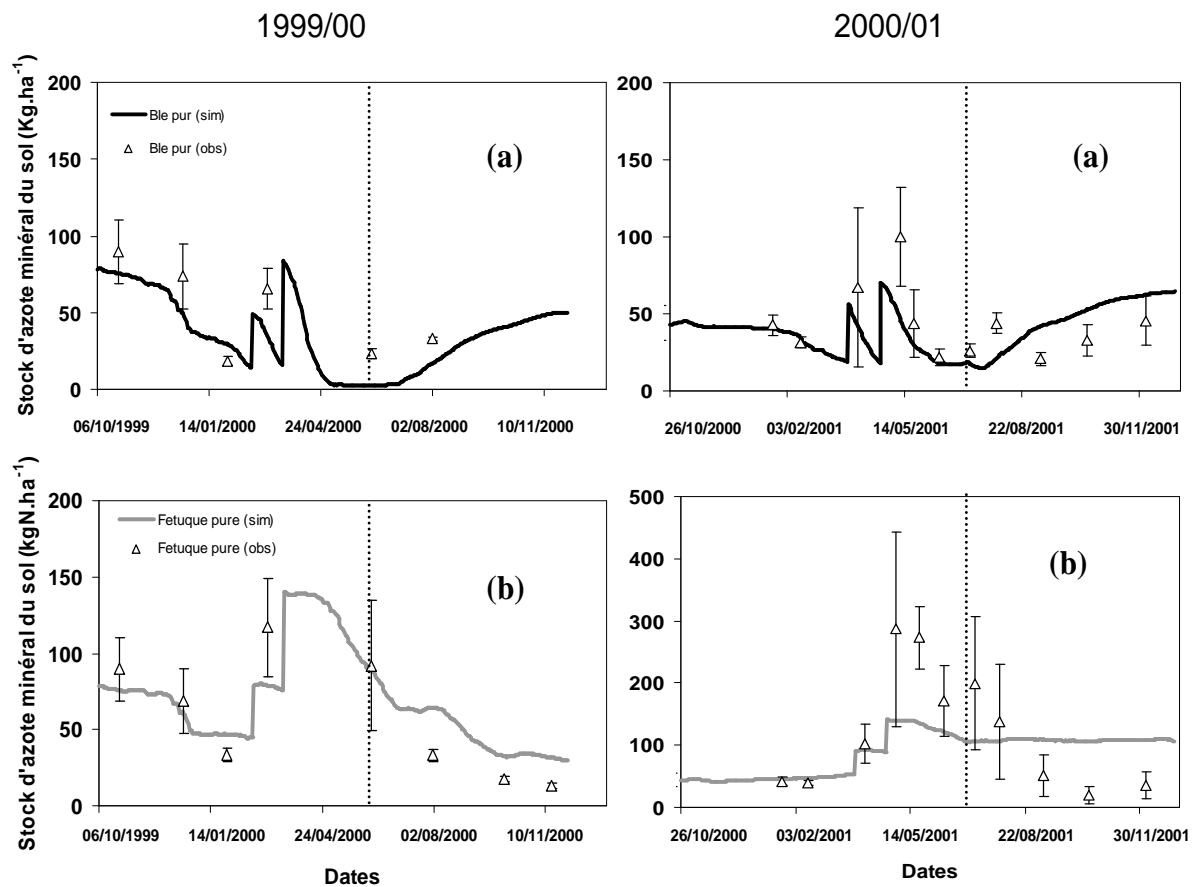 1999/00
2000/01
Stock d'azote minéral du sol (Kg.ha-1)
200
150
100
50
0
Ble pur (sim)
Ble pur (obs)
(a)
06/10/1999 14/01/2000 24/04/2000 02/08/2000 10/11/2000
200
150
100
50
0
(a)
26/10/2000 03/02/2001 14/05/2001 22/08/2001 30/11/2001
Stock d'azote minéral du sol (kgN.ha-1)
200
150
100
50
0
Fetuque pure (sim)
Fetuque pure (obs)
(b)
06/10/1999 14/01/2000 24/04/2000 02/08/2000 10/11/2000
Dates
500
400
300
200
100
0
(b)
26/10/2000 03/02/2001 14/05/2001 22/08/2001 30/11/2001
Dates